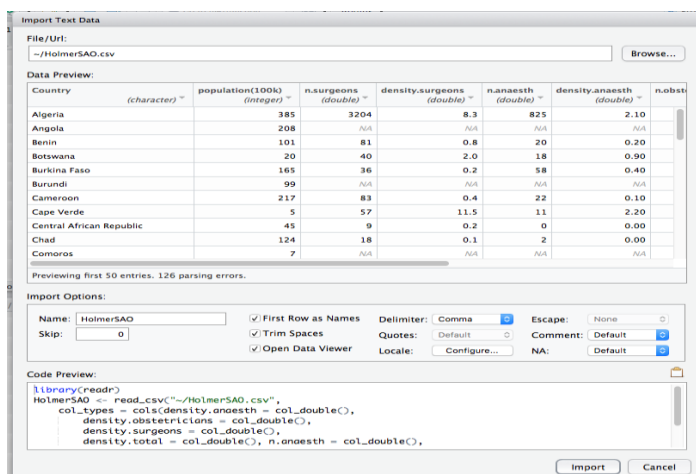 Import Text Data
File/Url:
~/HolmerSAO.csv Browse...
Data Preview:
Country population(100k) n.surgeons density.surgeons n.anaesth density.anaesth n.obst
(character) (integer) (double) (double) (double) (double)
Algeria 385 3204 8.3 825 2.10
Angola 208 NA NA NA NA
Benin 101 81 0.8 20 0.20
Botswana 20 40 2.0 18 0.90
Burkina Faso 165 36 0.2 58 0.40
Burundi 99 NA NA NA NA
Cameroon 217 83 0.4 22 0.10
Cape Verde 5 57 11.5 11 2.20
Central African Republic 45 9 0.2 0 0.00
Chad 124 18 0.1 2 0.00
Comoros 7 NA NA NA NA
Previewing first 50 entries. 126 parsing errors.
Import Options:
Name: HolmerSAO First Row as Names Delimiter: Comma Escape: None
Skip: 0 Trim Spaces Quotes: Default Comment: Default
Open Data Viewer Locale: Configure... NA: Default
Code Preview:
library(readr)
HolmerSAO <- read_csv("~/HolmerSAO.csv",
col_types = cols(density.anaesth = col_double(),
density.obstetricians = col_double(),
density.surgeons = col_double(),
density.total = col_double(), n.anaesth = col_double(),
Import Cancel